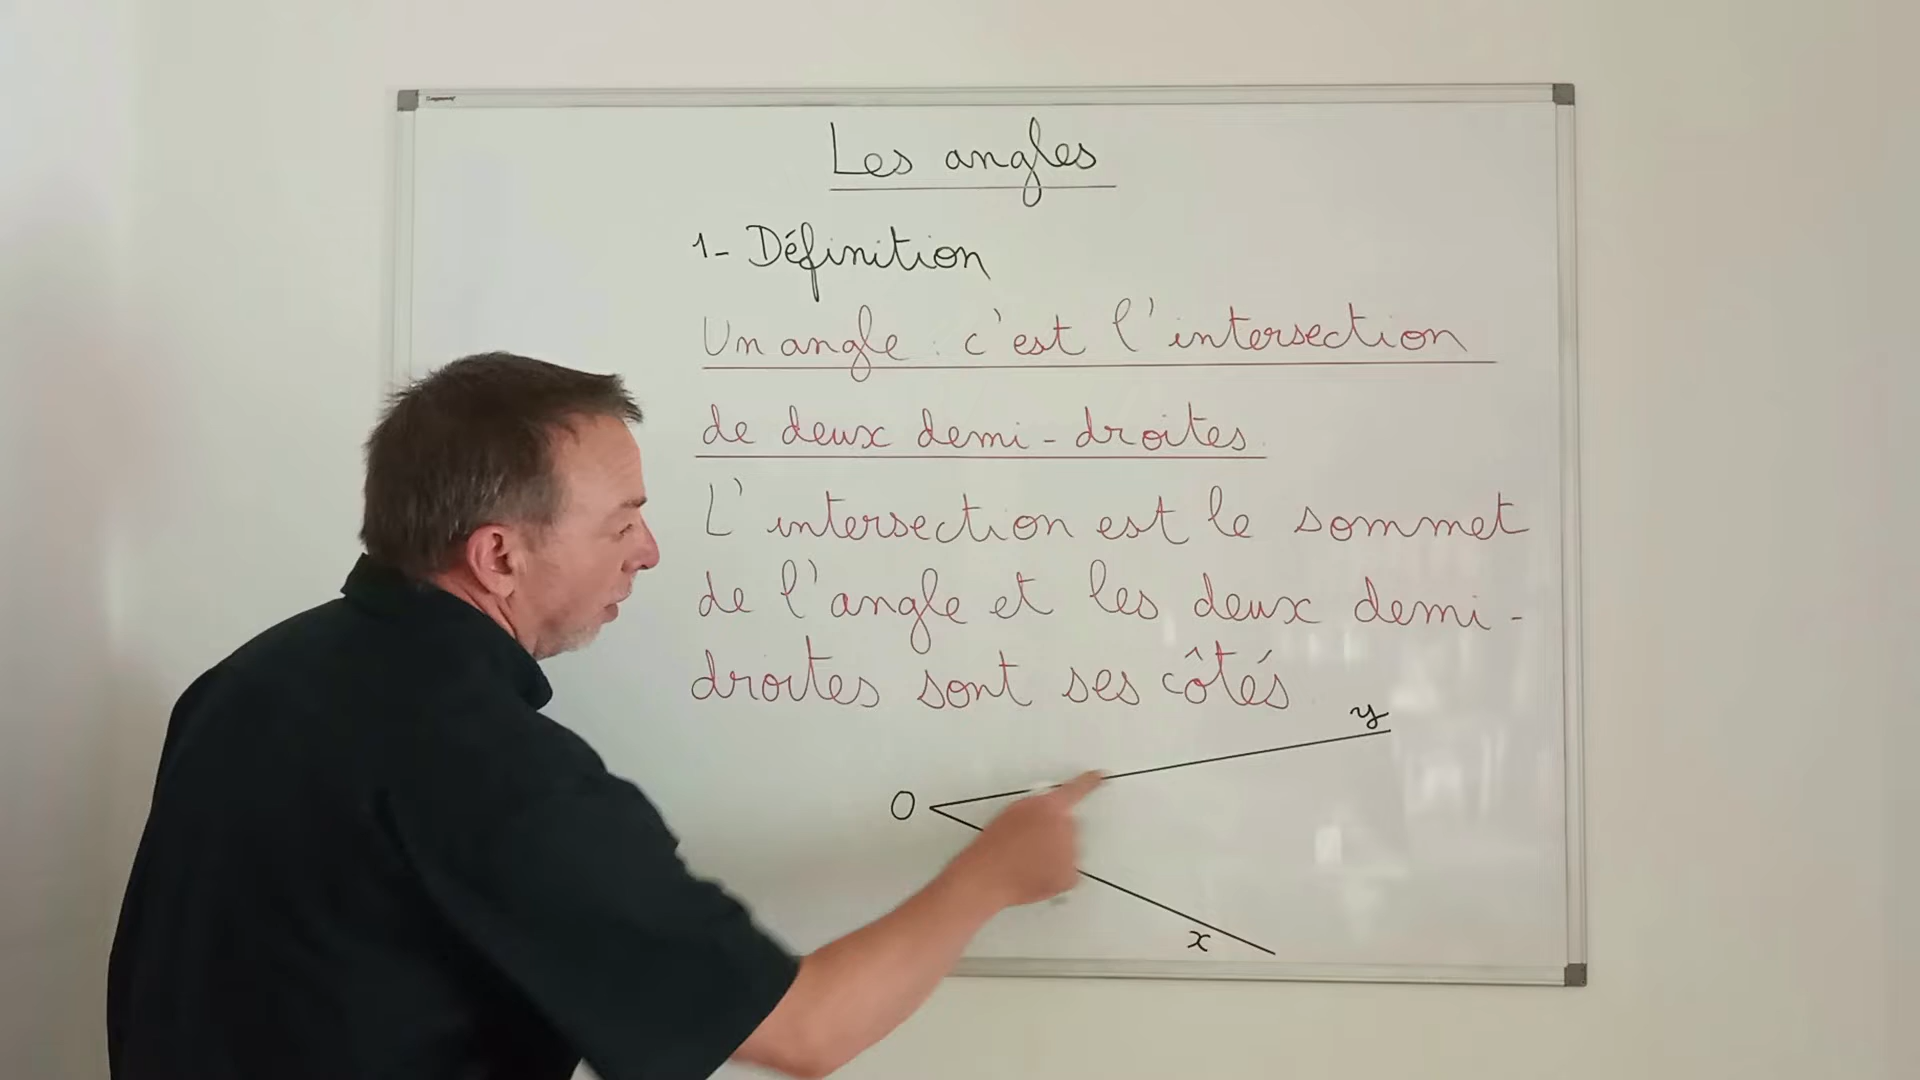 Les angles
1- Définition
Un angle : c'est l'intersection
de deux demi-droites.
L'intersection est le sommet
de l'angle et les deux demi-
droites sont ses côtés
y
O
x